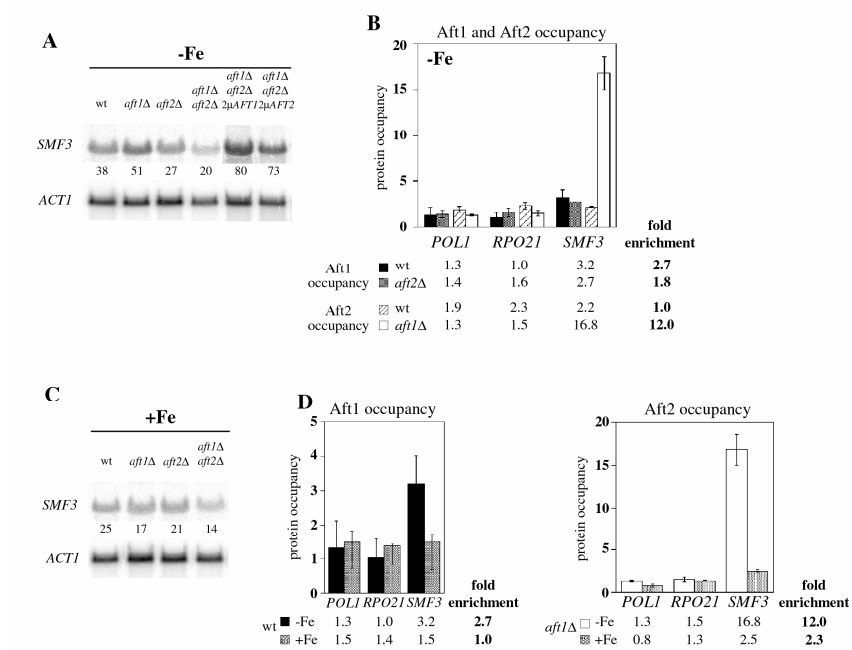 A
-Fe
wt aft1Δ aft2Δ aft1Δ aft2Δ aft1Δ aft2Δ 2μAFT1 aft1Δ aft2Δ 2μAFT2
SMF3
38 51 27 20 80 73
ACT1
B
Aft1 and Aft2 occupancy
-Fe
protein occupancy
20
15
10
5
0
POL1 RPO21 SMF3 fold enrichment
Aft1 occupancy
wt 1.3 1.0 3.2 2.7
aft2Δ 1.4 1.6 2.7 1.8
Aft2 occupancy
wt 1.9 2.3 2.2 1.0
aft1Δ 1.3 1.5 16.8 12.0
C
+Fe
wt aft1Δ aft2Δ aft1Δ aft2Δ
SMF3
25 17 21 14
ACT1
D
Aft1 occupancy
protein occupancy
5
4
3
2
1
0
POL1 RPO21 SMF3 fold enrichment
wt -Fe 1.3 1.0 3.2 2.7
+Fe 1.5 1.4 1.5 1.0
Aft2 occupancy
protein occupancy
20
15
10
5
0
POL1 RPO21 SMF3 fold enrichment
aft1Δ -Fe 1.3 1.5 16.8 12.0
+Fe 0.8 1.3 2.5 2.3